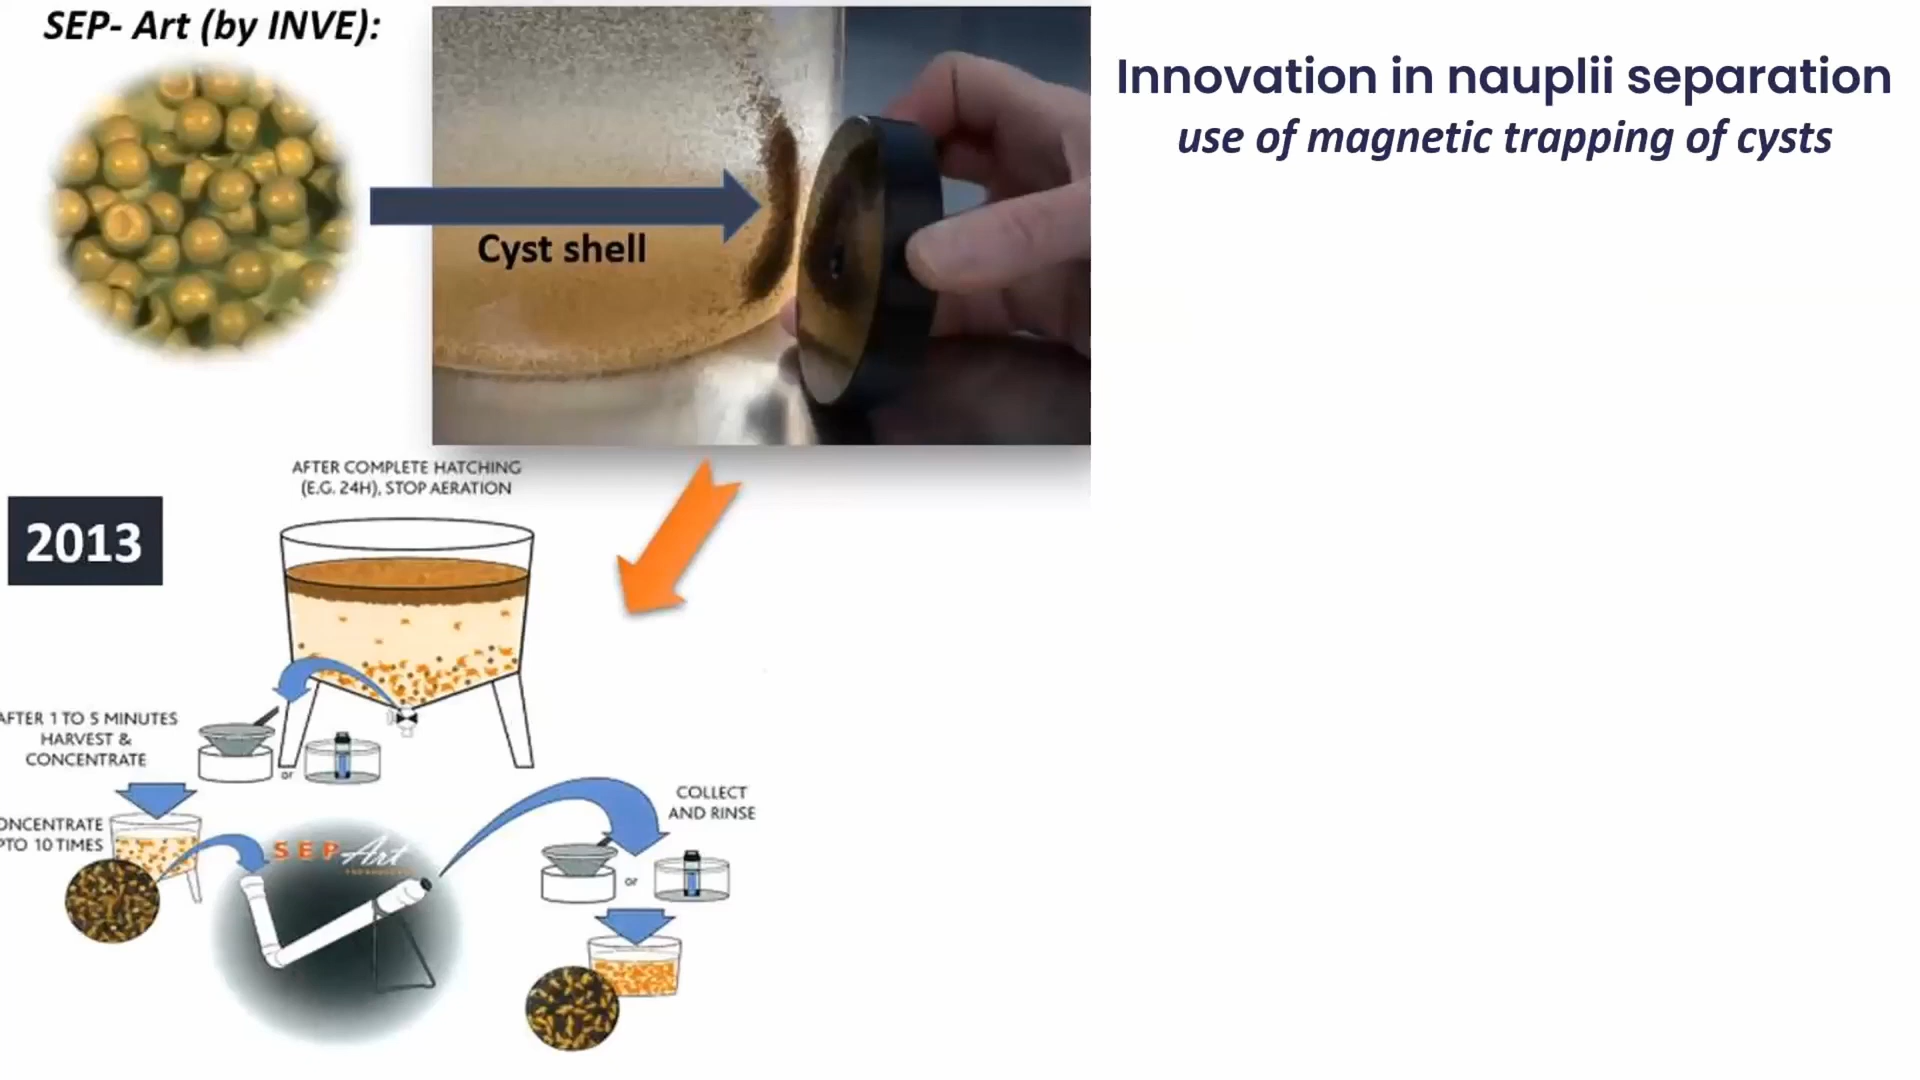 SEP- Art (by INVE):
Innovation in nauplii separation
use of magnetic trapping of cysts
Cyst shell
2013
AFTER COMPLETE HATCHING
(E.G. 24H), STOP AERATION
AFTER 1 TO 5 MINUTES
HARVEST &
CONCENTRATE
or
ONCENTRATE
PTO 10 TIMES
SEP Art
COLLECT
AND RINSE
or